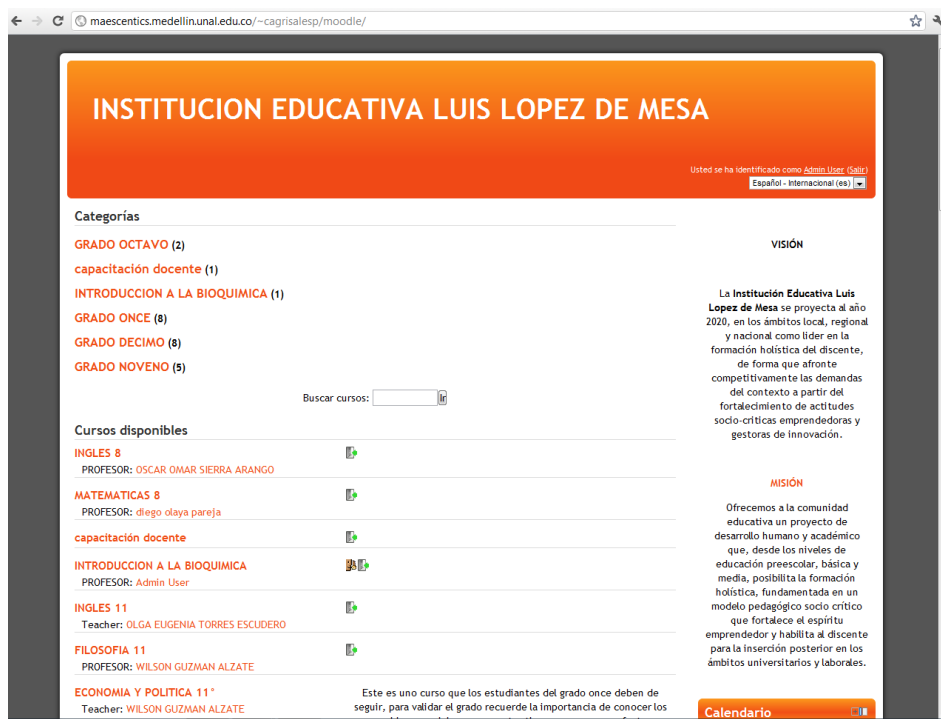 maescentics.medellin.unal.edu.co/~cagrisalesp/moodle/
INSTITUCION EDUCATIVA LUIS LOPEZ DE MESA
Usted se ha identificado como Admin User (Salir)
Español - Internacional (es)
Categorías
GRADO OCTAVO (2)
capacitación docente (1)
INTRODUCCION A LA BIOQUIMICA (1)
GRADO ONCE (8)
GRADO DECIMO (8)
GRADO NOVENO (5)
Buscar cursos:
Ir
Cursos disponibles
INGLES 8
PROFESOR: OSCAR OMAR SIERRA ARANGO
MATEMATICAS 8
PROFESOR: diego olaya pareja
capacitación docente
INTRODUCCION A LA BIOQUIMICA
PROFESOR: Admin User
INGLES 11
Teacher: OLGA EUGENIA TORRES ESCUDERO
FILOSOFIA 11
PROFESOR: WILSON GUZMAN ALZATE
ECONOMIA Y POLITICA 11°
Teacher: WILSON GUZMAN ALZATE
Este es uno curso que los estudiantes del grado once deben de
seguir, para validar el grado recuerde la importancia de conocer los
VISIÓN
La Institución Educativa Luis
Lopez de Mesa se proyecta al año
2020, en los ámbitos local, regional
y nacional como lider en la
formación holística del discente,
de forma que afronte
competitivamente las demandas
del contexto a partir del
fortalecimiento de actitudes
socio-criticas emprendedoras y
gestoras de innovación.
MISIÓN
Ofrecemos a la comunidad
educativa un proyecto de
desarrollo humano y académico
que, desde los niveles de
educación preescolar, básica y
media, posibilita la formación
holística, fundamentada en un
modelo pedagógico socio crítico
que fortalece el espíritu
emprendedor y habilita al discente
para la inserción posterior en los
ámbitos universitarios y laborales.
Calendario